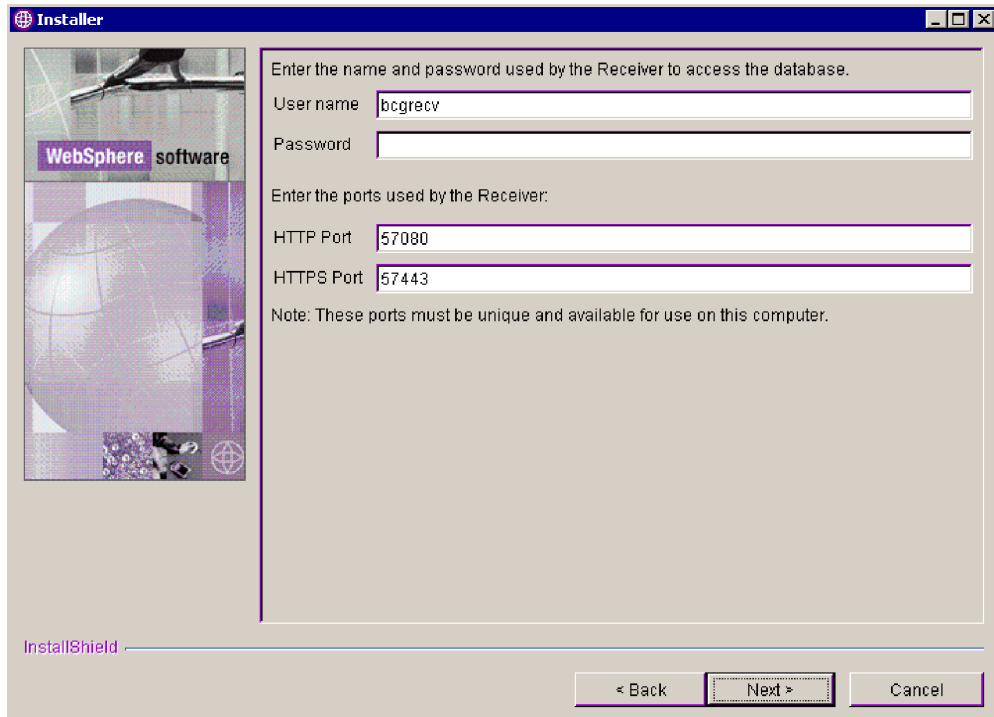 Installer
Enter the name and password used by the Receiver to access the database.
User name bcgrecv
Password
WebSphere software
Enter the ports used by the Receiver:
HTTP Port 57080
HTTPS Port 57443
Note: These ports must be unique and available for use on this computer.
InstallShield
< Back Next > Cancel